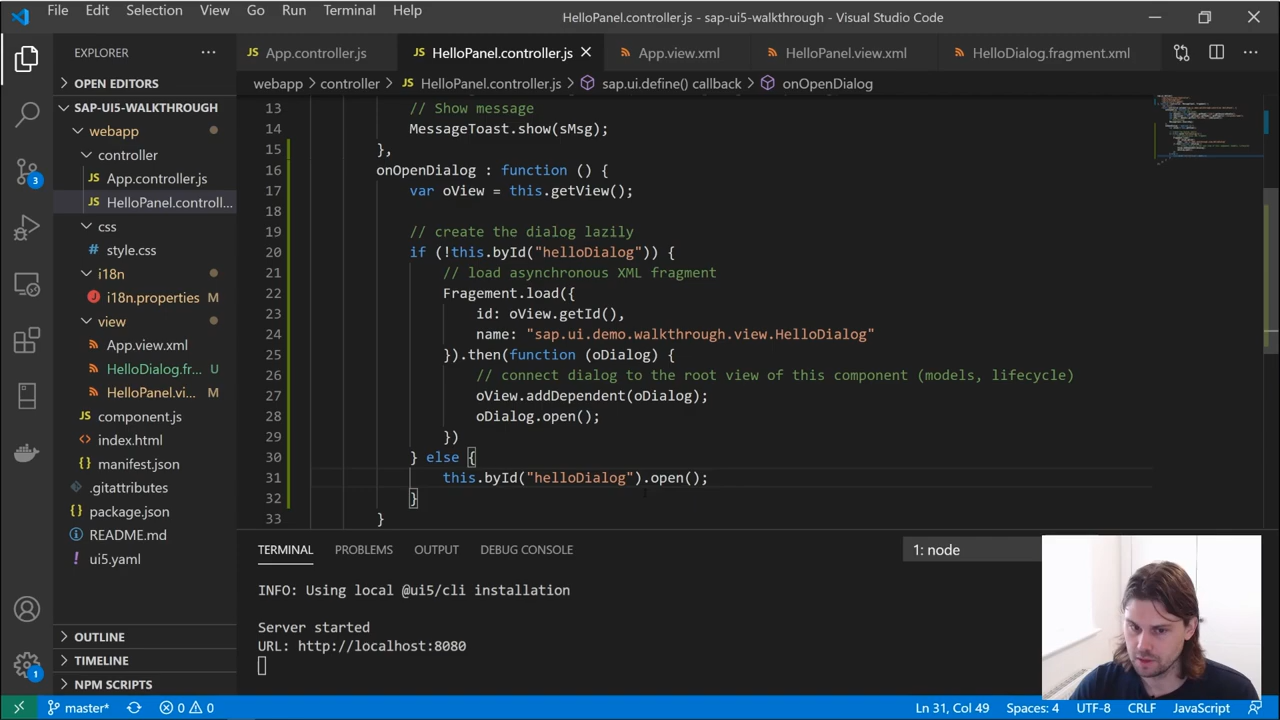 File Edit Selection View Go Run Terminal Help
HelloPanel.controller.js - sap-ui5-walkthrough - Visual Studio Code
EXPLORER
OPEN EDITORS
SAP-UI5-WALKTHROUGH
webapp
controller
JS App.controller.js
JS HelloPanel.controll...
css
# style.css
i18n
i18n.properties M
view
App.view.xml
HelloDialog.fr... U
HelloPanel.vi... M
JS component.js
index.html
manifest.json
.gitattributes
package.json
README.md
! ui5.yaml
OUTLINE
TIMELINE
NPM SCRIPTS
3
1
JS App.controller.js
JS HelloPanel.controller.js
App.view.xml
HelloPanel.view.xml
HelloDialog.fragment.xml
webapp > controller > JS HelloPanel.controller.js > sap.ui.define() callback > onOpenDialog
13 // Show message
14 MessageToast.show(sMsg);
15 },
16 onOpenDialog : function () {
17 var oView = this.getView();
18
19 // create the dialog lazily
20 if (!this.byId("helloDialog")) {
21 // load asynchronous XML fragment
22 Fragement.load({
23 id: oView.getId(),
24 name: "sap.ui.demo.walkthrough.view.HelloDialog"
25 }).then(function (oDialog) {
26 // connect dialog to the root view of this component (models, lifecycle)
27 oView.addDependent(oDialog);
28 oDialog.open();
29 })
30 } else {
31 this.byId("helloDialog").open();
32 }
33 }
TERMINAL PROBLEMS OUTPUT DEBUG CONSOLE
1: node
INFO: Using local @ui5/cli installation
Server started
URL: http://localhost:8080
master* 0 0
Ln 31, Col 49 Spaces: 4 UTF-8 CRLF JavaScript